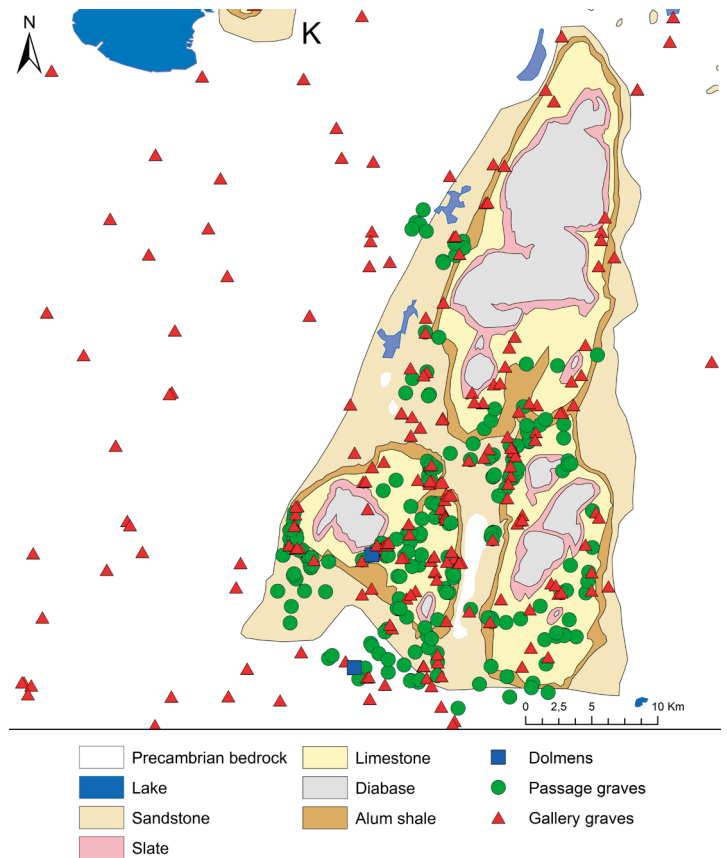 N
K
0 2,5 5 10 Km
Precambrian bedrock
Lake
Sandstone
Slate
Limestone
Diabase
Alum shale
Dolmens
Passage graves
Gallery graves